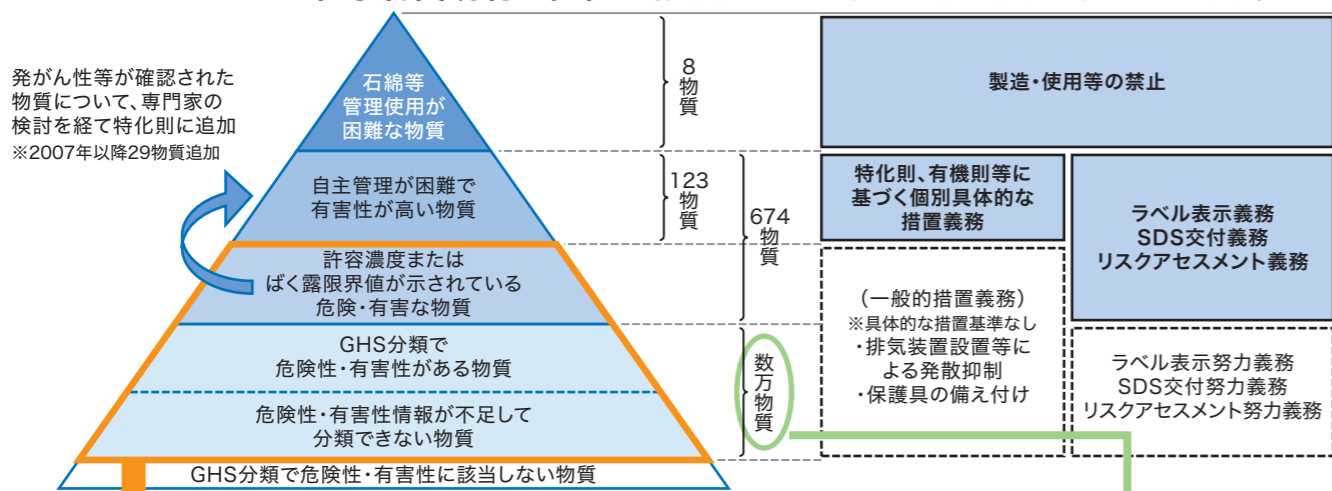 発がん性等が確認された
物質について、専門家の
検討を経て特化則に追加
※2007年以降29物質追加
石綿等
管理使用が
困難な物質
自主管理が困難で
有害性が高い物質
許容濃度または
ばく露限界値が示されている
危険・有害な物質
GHS分類で
危険性・有害性がある物質
危険性・有害性情報が不足して
分類できない物質
GHS分類で危険性・有害性に該当しない物質
8物質
123物質
674物質
数万物質
製造・使用等の禁止
特化則、有機則等に
基づく個別具体的な
措置義務
(一般的措置義務)
※具体的な措置基準なし
・排気装置設置等に
よる発散抑制
・保護具の備え付け
ラベル表示義務
SDS交付義務
リスクアセスメント義務
ラベル表示努力義務
SDS交付努力義務
リスクアセスメント努力義務